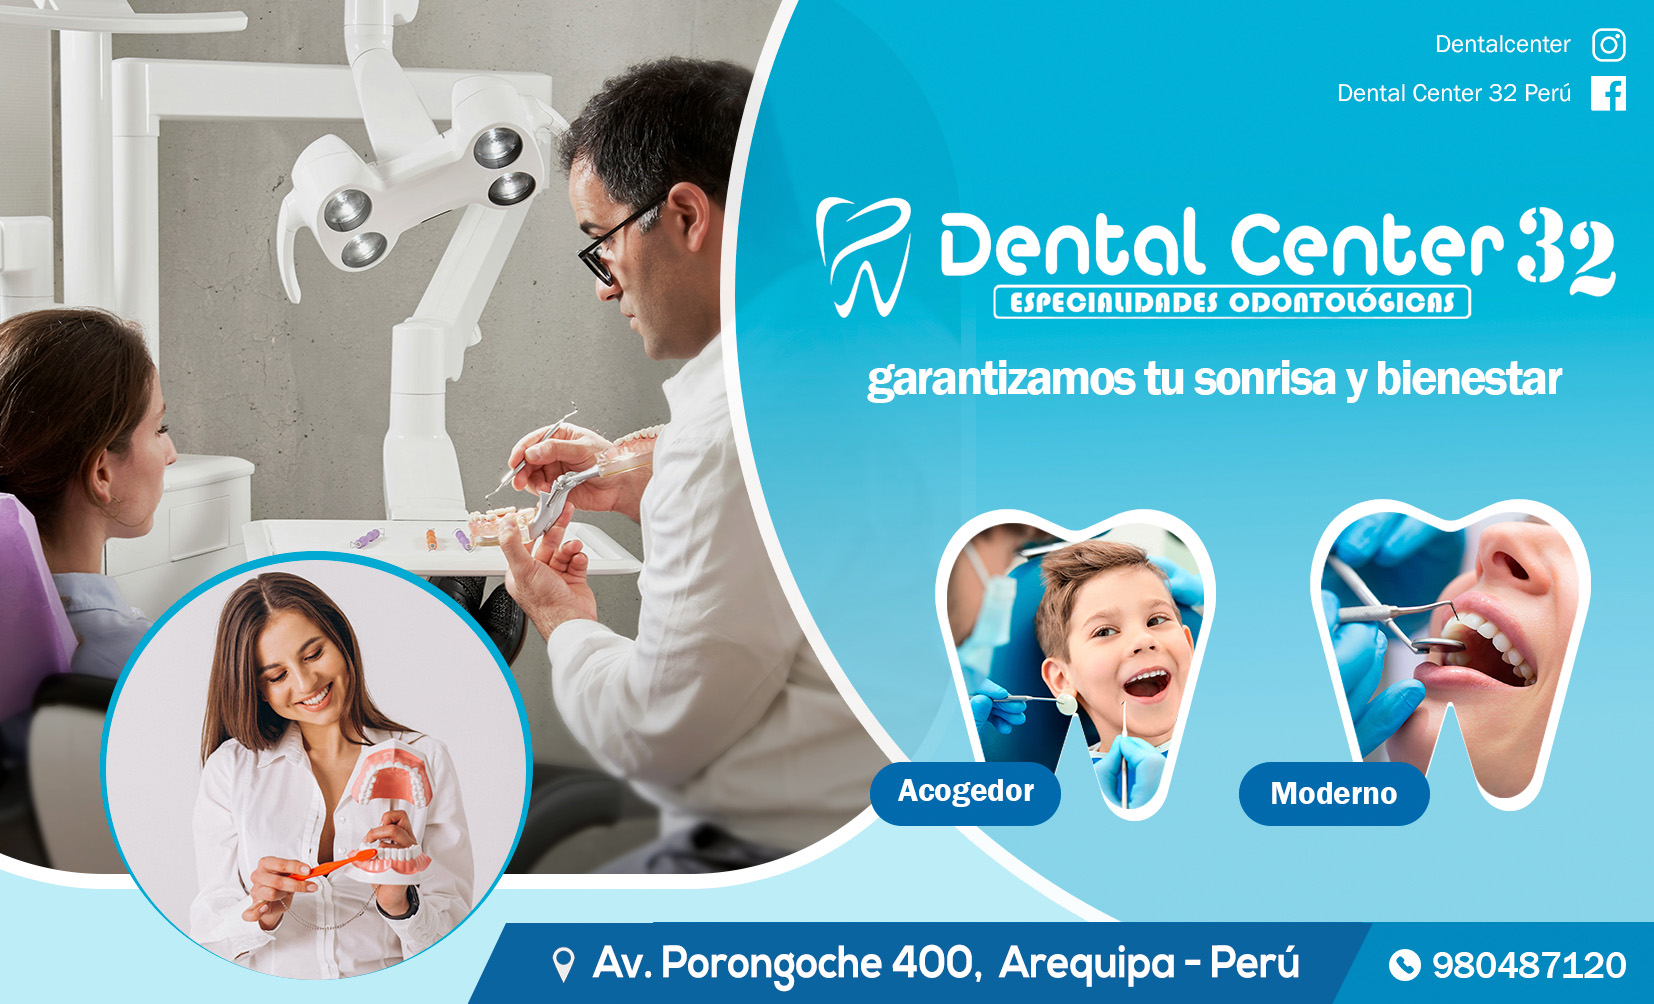 Dentalcenter
Dental Center 32 Perú
Dental Center 32
ESPECIALIDADES ODONTOLÓGICAS
garantizamos tu sonrisa y bienestar
Acogedor
Moderno
Av. Porongoche 400, Arequipa - Perú
980487120